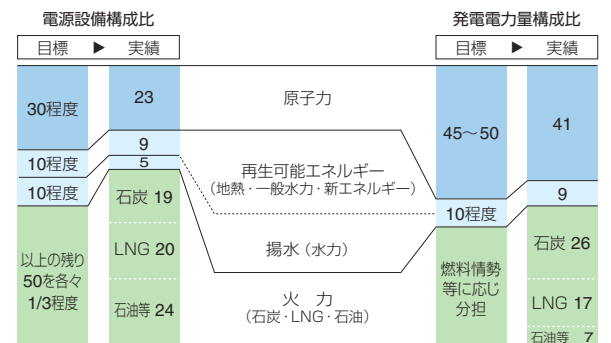 電源設備構成比
発電電力量構成比
目標 ▶ 実績
目標 ▶ 実績
30程度
10程度
10程度
以上の残り
50を各々
1/3程度
23
9
5
石炭 19
LNG 20
石油等 24
原子力
再生可能エネルギー
（地熱・一般水力・新エネルギー）
揚水（水力）
火 力
（石炭・LNG・石油）
45～50
10程度
燃料情勢
等に応じ
分担
41
9
石炭 26
LNG 17
石油等 7